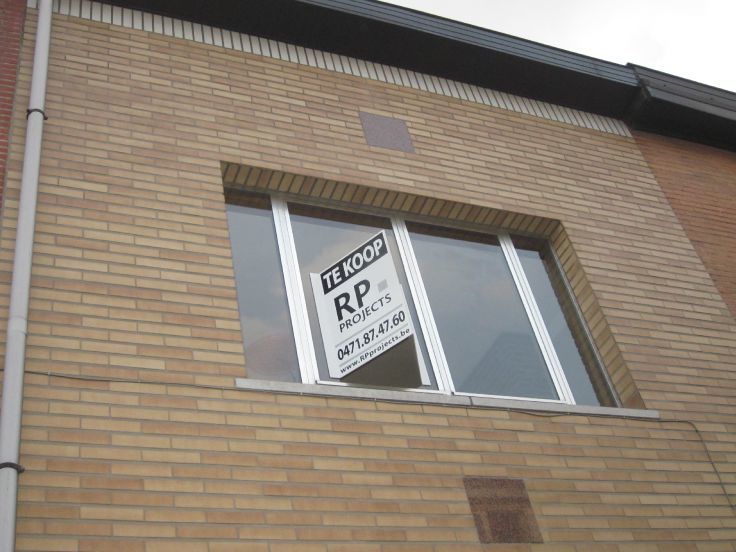 TE KOOP
RP
PROJECTS
0471.87.47.60
www.RPprojects.be